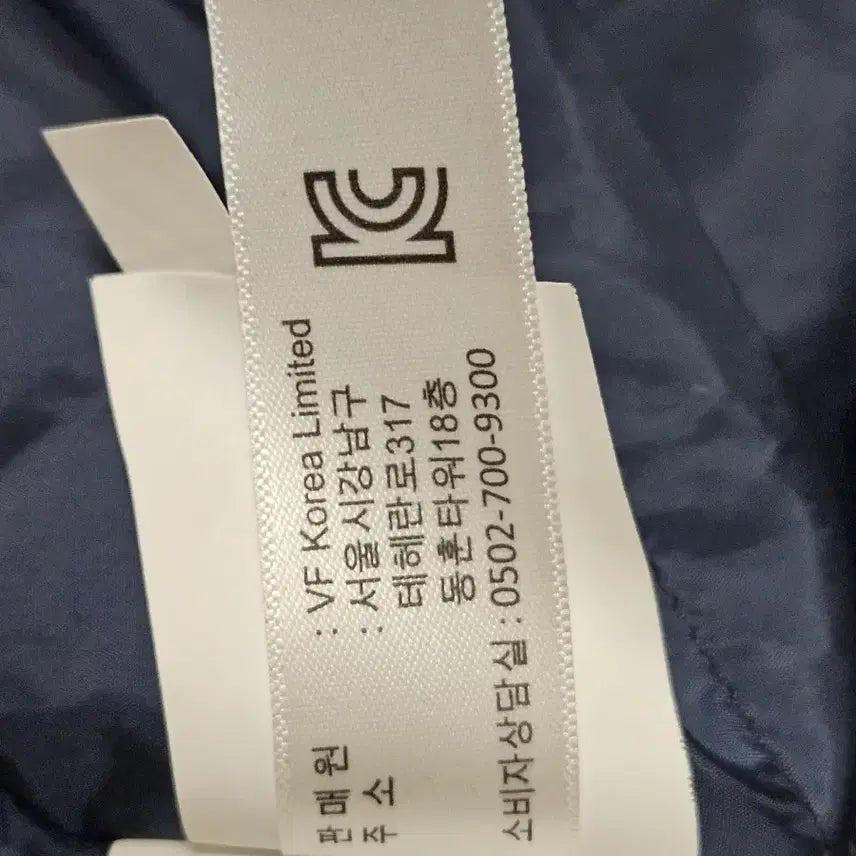 판 매 원 : VF Korea Limited
주 소 : 서울시강남구
테헤란로317
동훈타워18층
소비자상담실 : 0502-700-9300
KC